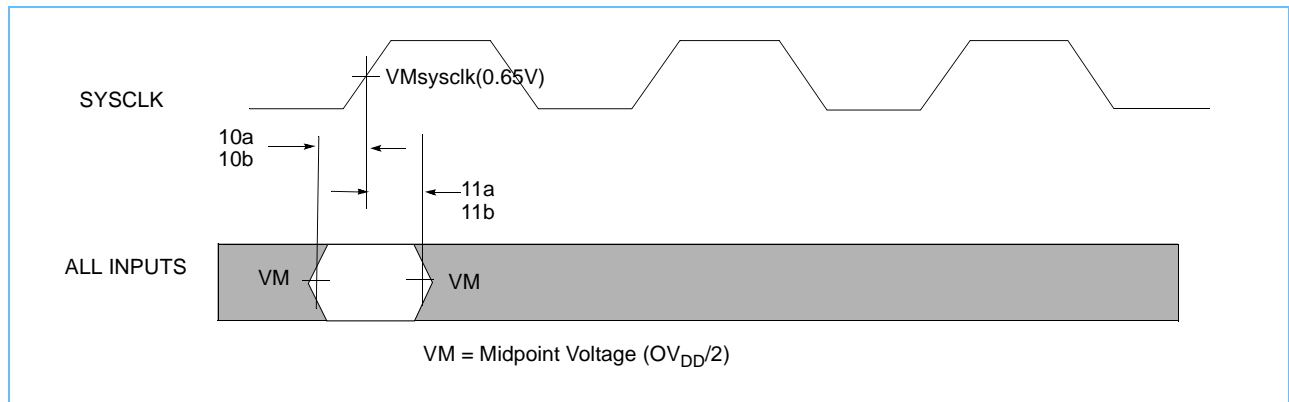 VMsysclk(0.65V)
SYSCLK
10a
10b
11a
11b
ALL INPUTS
VM
VM
VM = Midpoint Voltage (OVDD/2)